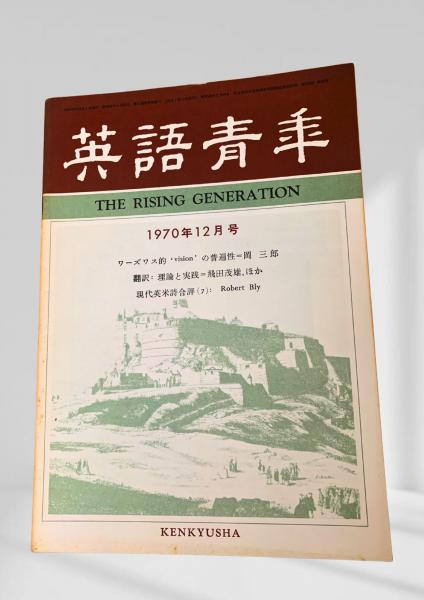 英語青年
THE RISING GENERATION
1970年12月号
ワーズワス的 ‘vision’ の普遍性=岡 三郎
翻訳: 理論と実践=飛田茂雄, ほか
現代英米詩合評(7): Robert Bly
KENKYUSHA